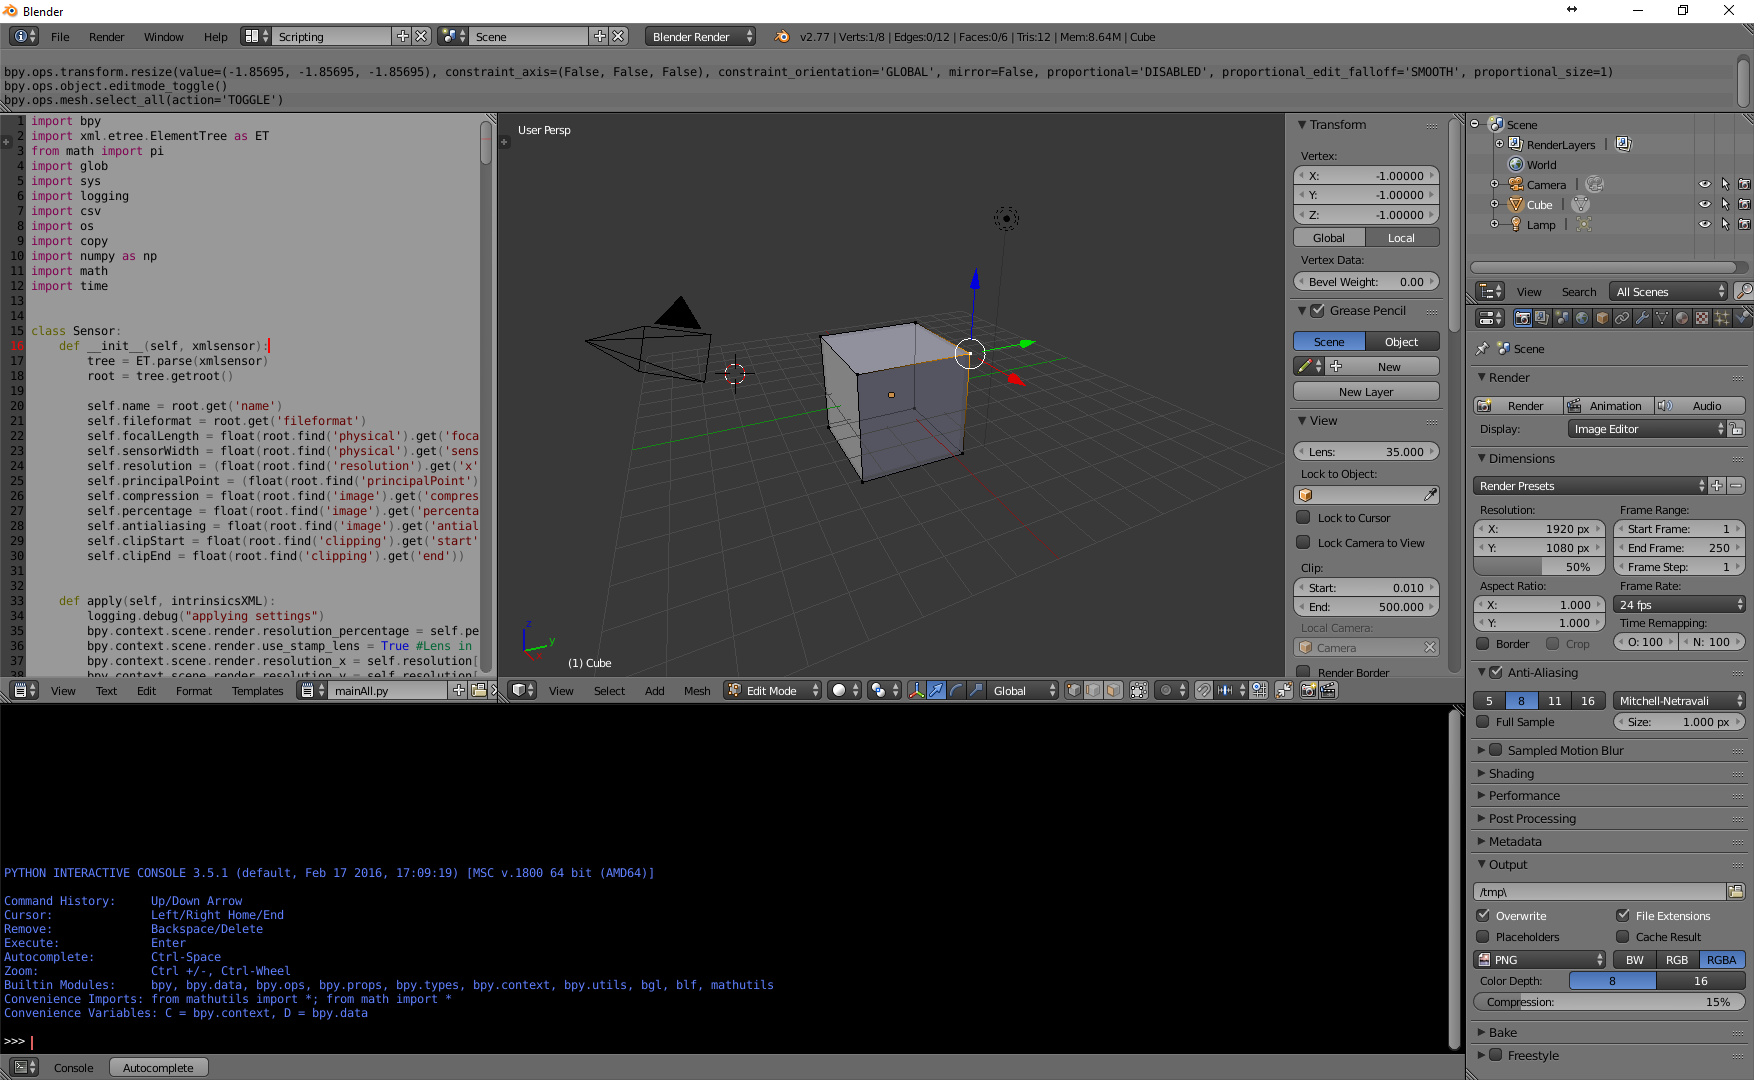 Blender
File Render Window Help Scripting Scene Blender Render v2.77 | Verts:1/8 | Edges:0/12 | Faces:0/6 | Tris:12 | Mem:8.64M | Cube
bpy.ops.transform.resize(value=(-1.85695, -1.85695, -1.85695), constraint_axis=(False, False, False), constraint_orientation='GLOBAL', mirror=False, proportional='DISABLED', proportional_edit_falloff='SMOOTH', proportional_size=1)
bpy.ops.object.editmode_toggle()
bpy.ops.mesh.select_all(action='TOGGLE')
1 import bpy
2 import xml.etree.ElementTree as ET
3 from math import pi
4 import glob
5 import sys
6 import logging
7 import csv
8 import os
9 import copy
10 import numpy as np
11 import math
12 import time
13
14
15 class Sensor:
16 def __init__(self, xmlsensor):
17 tree = ET.parse(xmlsensor)
18 root = tree.getroot()
19
20 self.name = root.get('name')
21 self.fileformat = root.get('fileformat')
22 self.focalLength = float(root.find('physical').get('foca
23 self.sensorWidth = float(root.find('physical').get('sens
24 self.resolution = (float(root.find('resolution').get('x'
25 self.principalPoint = (float(root.find('principalPoint')
26 self.compression = float(root.find('image').get('compres
27 self.percentage = float(root.find('image').get('percenta
28 self.antialiasing = float(root.find('image').get('antial
29 self.clipStart = float(root.find('clipping').get('start'
30 self.clipEnd = float(root.find('clipping').get('end'))
31
32
33 def apply(self, intrinsicsXML):
34 logging.debug("applying settings")
35 bpy.context.scene.render.resolution_percentage = self.pe
36 bpy.context.scene.render.use_stamp_lens = True #Lens in
37 bpy.context.scene.render.resolution_x = self.resolution[
38 bpy.context.scene.render.resolution_y = self.resolution[
View Text Edit Format Templates mainAll.py
User Persp
z
y
x
(1) Cube
View Select Add Mesh Edit Mode Global
Transform
Vertex:
X: -1.00000
Y: -1.00000
Z: -1.00000
Global Local
Vertex Data:
Bevel Weight: 0.00
Grease Pencil
Scene Object
New
New Layer
View
Lens: 35.000
Lock to Object:
Lock to Cursor
Lock Camera to View
Clip:
Start: 0.010
End: 500.000
Local Camera:
Camera
Render Border
Scene
RenderLayers
World
Camera
Cube
Lamp
View Search All Scenes
Scene
Render
Render Animation Audio
Display: Image Editor
Dimensions
Render Presets
Resolution: Frame Range:
X: 1920 px Start Frame: 1
Y: 1080 px End Frame: 250
50% Frame Step: 1
Aspect Ratio: Frame Rate:
X: 1.000 24 fps
Y: 1.000 Time Remapping:
Border Crop O: 100 N: 100
Anti-Aliasing
5 8 11 16 Mitchell-Netravali
Full Sample Size: 1.000 px
Sampled Motion Blur
Shading
Performance
Post Processing
Metadata
Output
/tmp\
Overwrite File Extensions
Placeholders Cache Result
PNG BW RGB RGBA
Color Depth: 8 16
Compression: 15%
Bake
Freestyle
PYTHON INTERACTIVE CONSOLE 3.5.1 (default, Feb 17 2016, 17:09:19) [MSC v.1800 64 bit (AMD64)]
Command History: Up/Down Arrow
Cursor: Left/Right Home/End
Remove: Backspace/Delete
Execute: Enter
Autocomplete: Ctrl-Space
Zoom: Ctrl +/-, Ctrl-Wheel
Builtin Modules: bpy, bpy.data, bpy.ops, bpy.props, bpy.types, bpy.context, bpy.utils, bgl, blf, mathutils
Convenience Imports: from mathutils import *; from math import *
Convenience Variables: C = bpy.context, D = bpy.data
>>>
Console Autocomplete